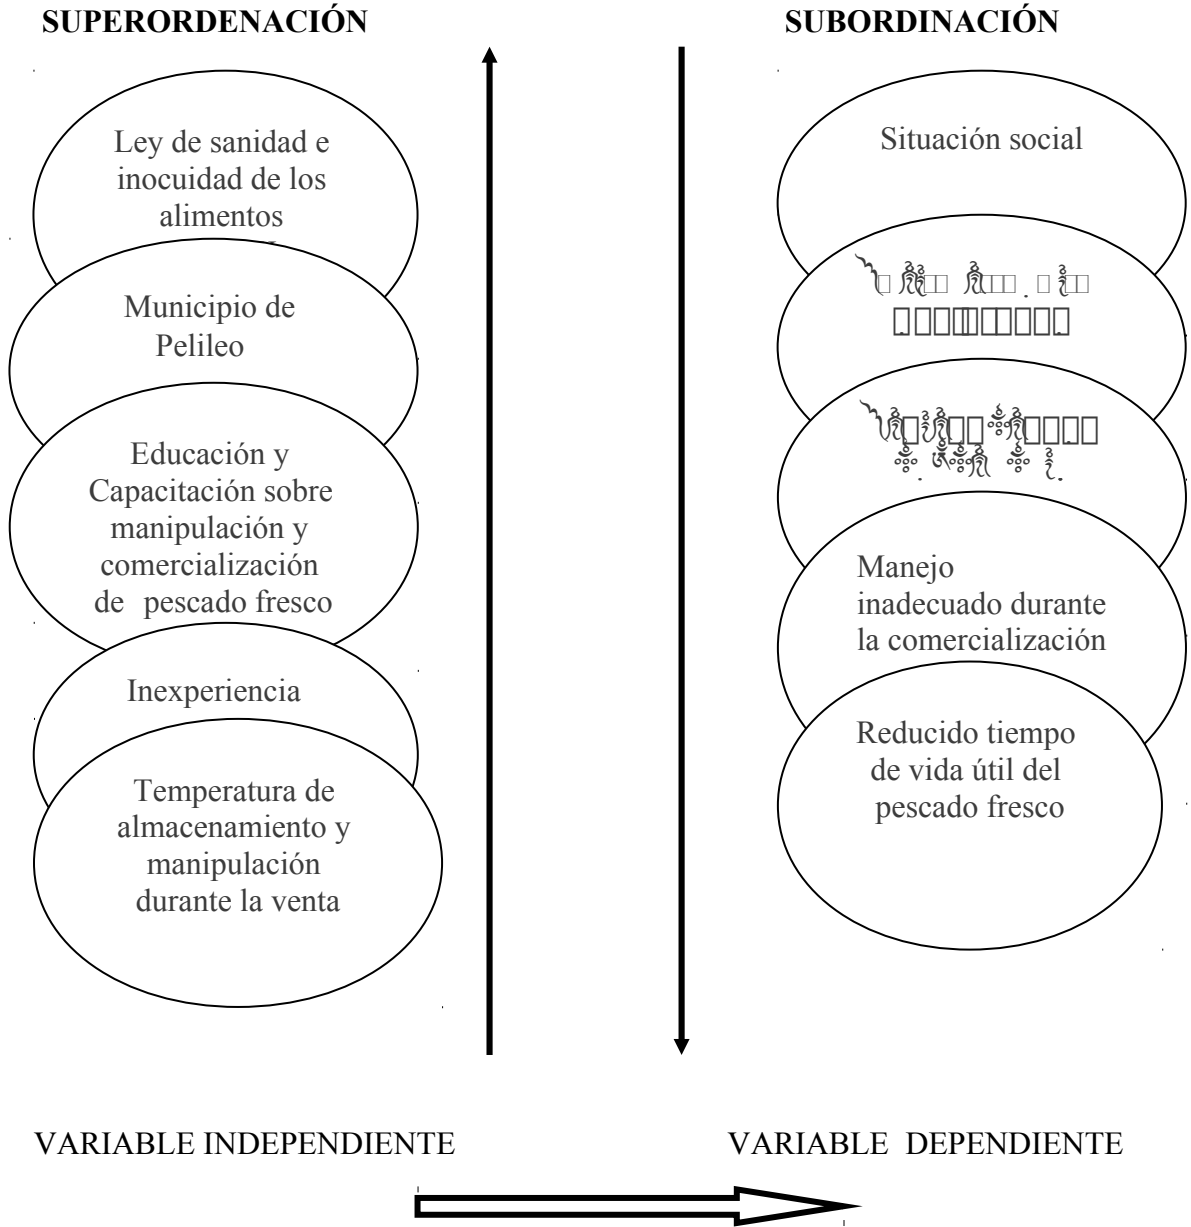 SUPERORDENACIÓN
Ley de sanidad e
inocuidad de los
alimentos
Municipio de
Pelileo
Educación y
Capacitación sobre
manipulación y
comercialización
de pescado fresco
Inexperiencia
Temperatura de
almacenamiento y
manipulación
durante la venta
SUBORDINACIÓN
Situación social
Manejo
inadecuado durante
la comercialización
Reducido tiempo
de vida útil del
pescado fresco
VARIABLE INDEPENDIENTE
VARIABLE DEPENDIENTE